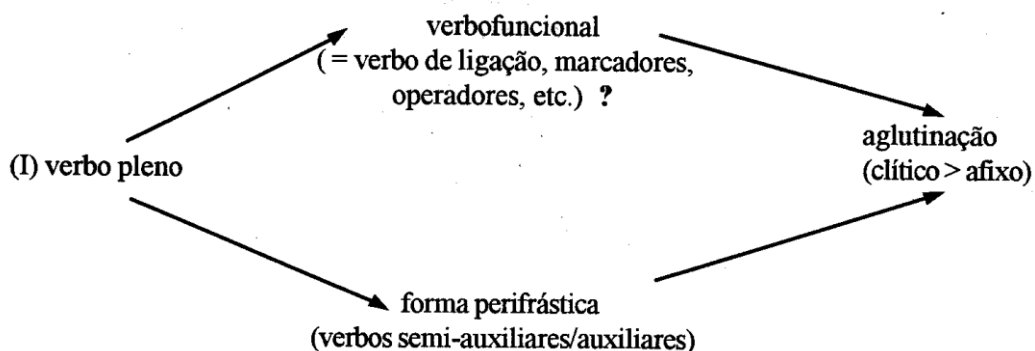 verbofuncional
( = verbo de ligação, marcadores,
operadores, etc.) ?
(I) verbo pleno
aglutinação
(clítico > afixo)
forma perifrástica
(verbos semi-auxiliares/auxiliares)